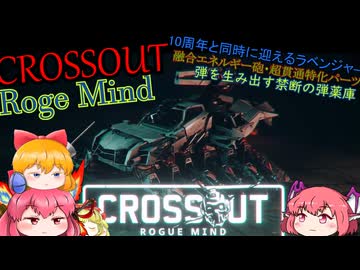 CROSSOUT
Roge Mind
10周年と同時に迎えるラベンジャー
融合エネルギー砲・超貫通特化パーツ
弾を生み出す禁断の弾薬庫
CROSSOUT
ROGUE MIND